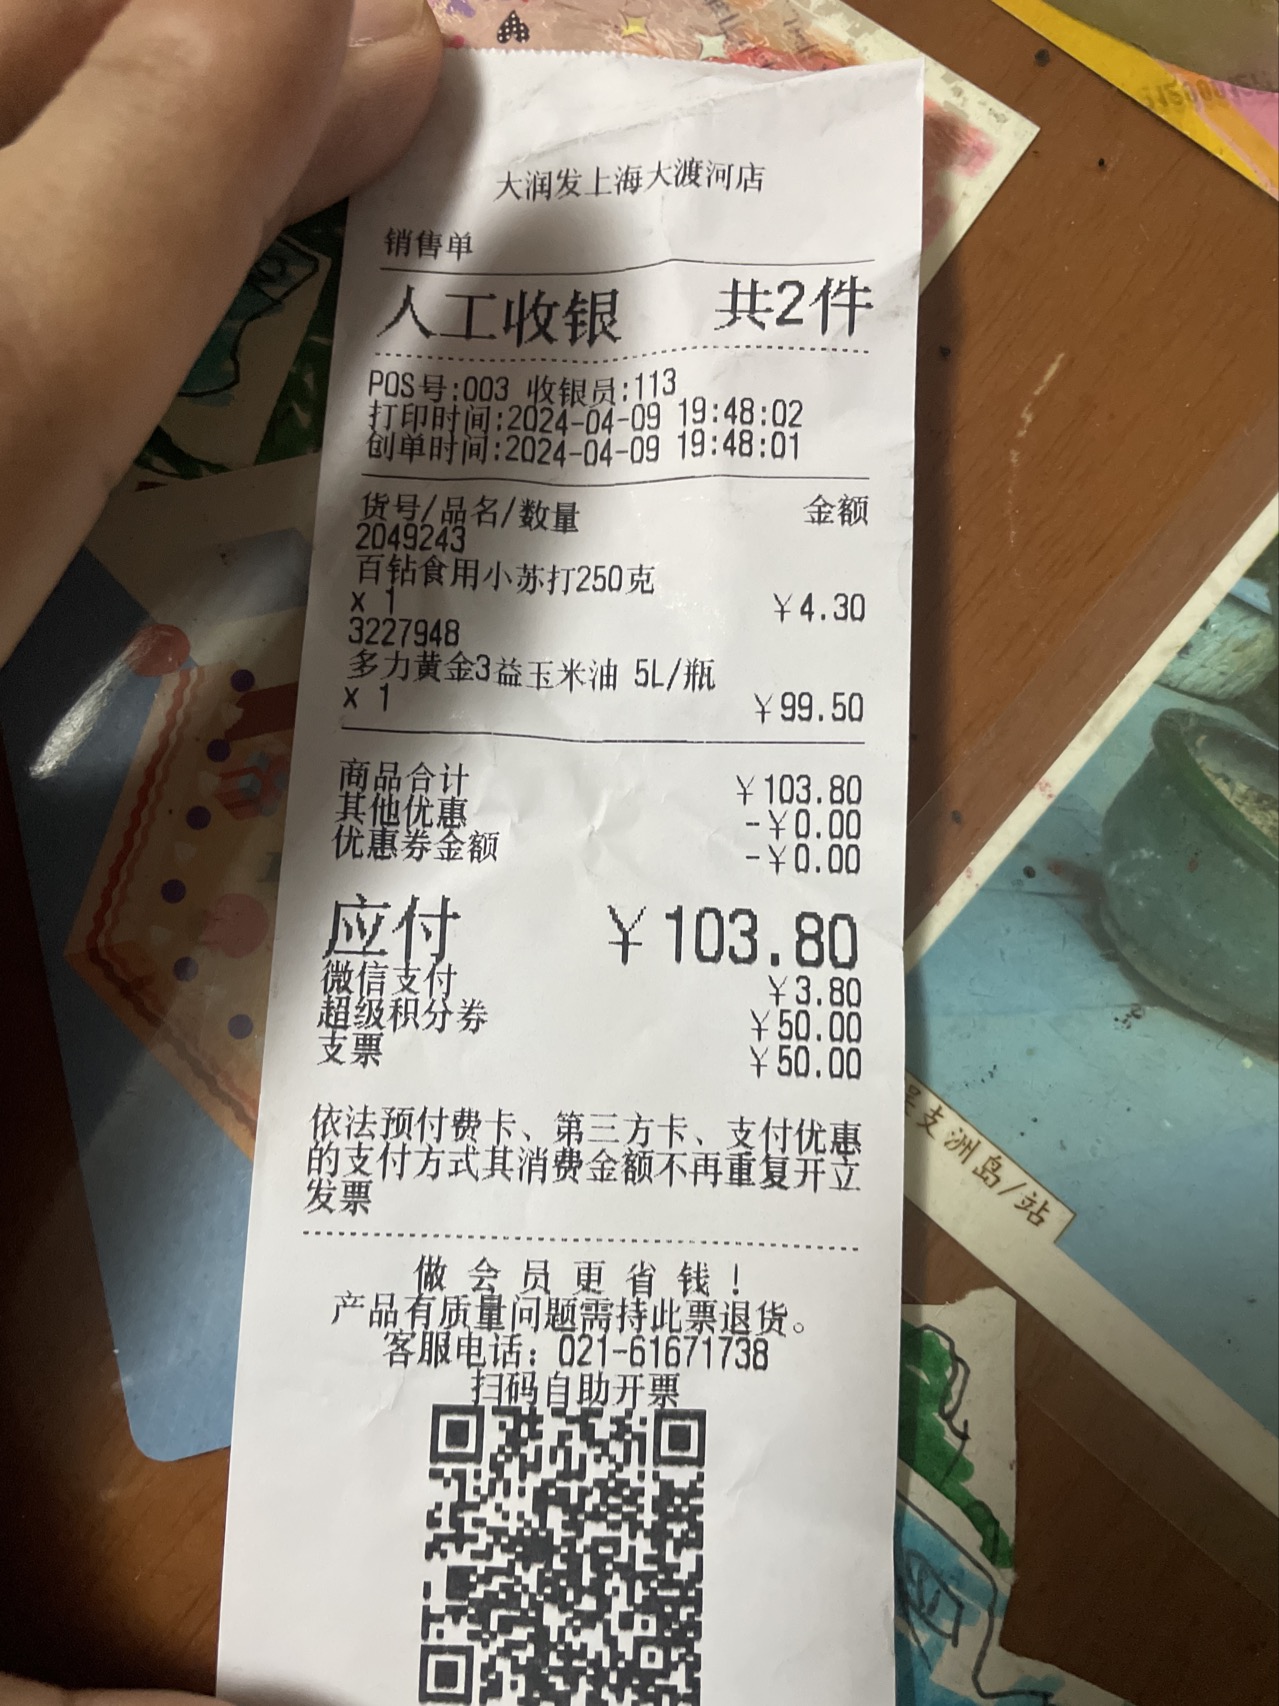 大润发上海大渡河店
销售单
人工收银 共2件
POS号:003 收银员:113
打印时间:2024-04-09 19:48:02
创单时间:2024-04-09 19:48:01
货号/品名/数量 金额
2049243
百钻食用小苏打250克
x 1 ¥4.30
3227948
多力黄金3益玉米油 5L/瓶
x 1 ¥99.50
商品合计 ¥103.80
其他优惠 -¥0.00
优惠券金额 -¥0.00
应付 ¥103.80
微信支付 ¥3.80
超级积分券 ¥50.00
支票 ¥50.00
依法预付费卡、第三方卡、支付优惠
的支付方式其消费金额不再重复开立
发票
做会员更省钱!
产品有质量问题需持此票退货。
客服电话：021-61671738
扫码自助开票
支洲岛/站